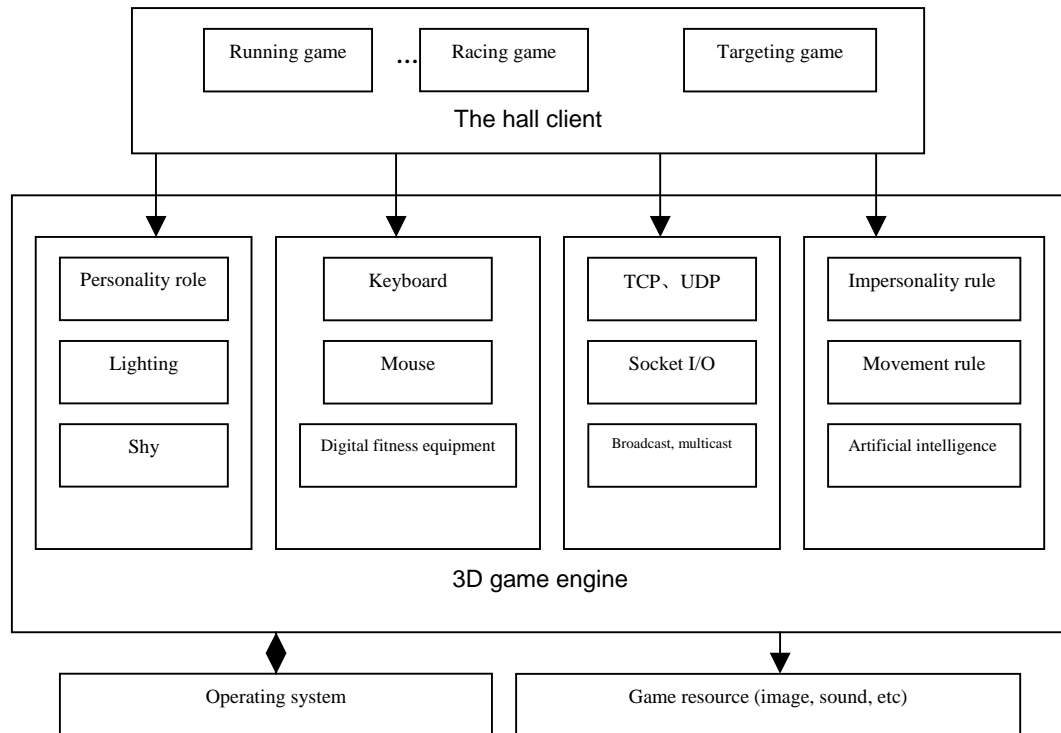 Running game
... Racing game
Targeting game
The hall client
Personality role
Keyboard
TCP、UDP
Impersonality rule
Lighting
Mouse
Socket I/O
Movement rule
Shy
Digital fitness equipment
Broadcast, multicast
Artificial intelligence
3D game engine
Operating system
Game resource (image, sound, etc)